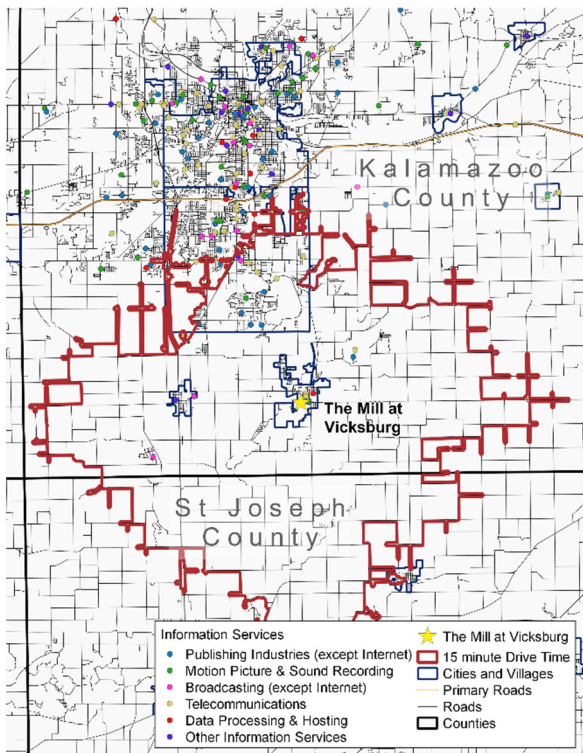 Kalamazoo
County
The Mill at
Vicksburg
St Joseph
County
Information Services
Publishing Industries (except Internet)
Motion Picture & Sound Recording
Broadcasting (except Internet)
Telecommunications
Data Processing & Hosting
Other Information Services
The Mill at Vicksburg
15 minute Drive Time
Cities and Villages
Primary Roads
Roads
Counties